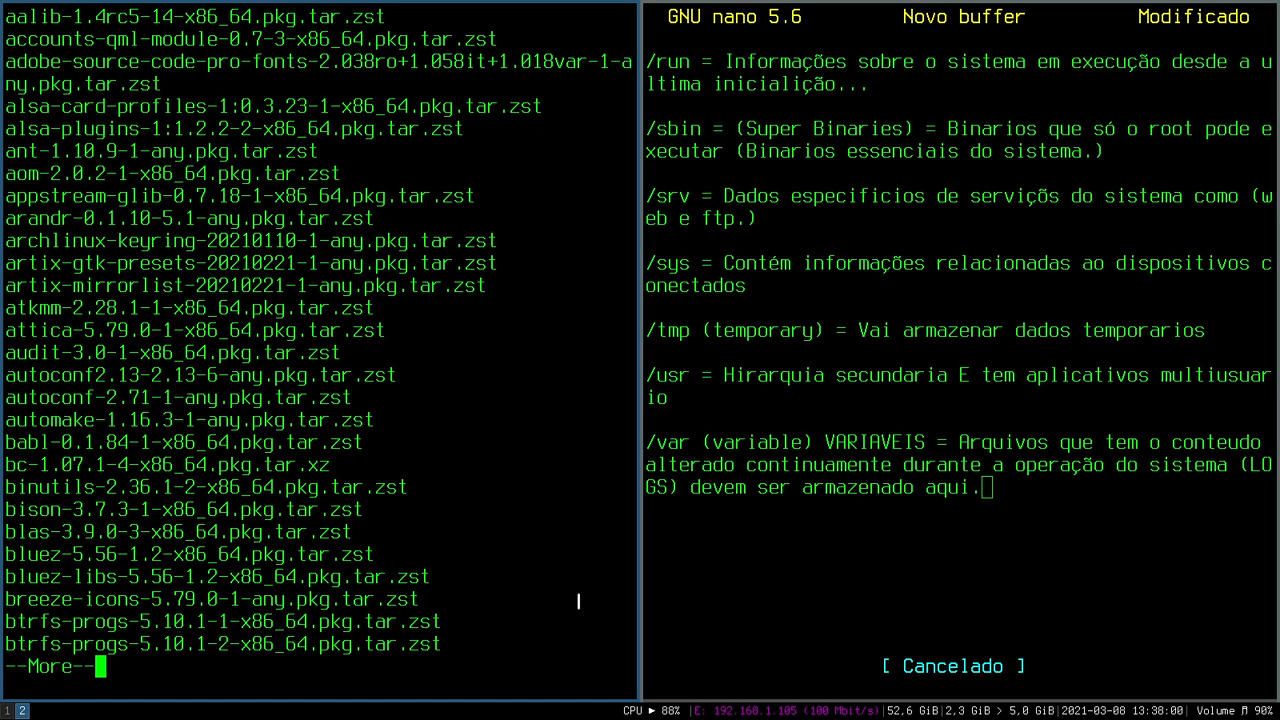 aalib-1.4rc5-14-x86_64.pkg.tar.zst
accounts-qml-module-0.7-3-x86_64.pkg.tar.zst
adobe-source-code-pro-fonts-2.038ro+1.058it+1.018var-1-a
ny.pkg.tar.zst
alsa-card-profiles-1:0.3.23-1-x86_64.pkg.tar.zst
alsa-plugins-1:1.2.2-2-x86_64.pkg.tar.zst
ant-1.10.9-1-any.pkg.tar.zst
aom-2.0.2-1-x86_64.pkg.tar.zst
appstream-glib-0.7.18-1-x86_64.pkg.tar.zst
arandr-0.1.10-5.1-any.pkg.tar.zst
archlinux-keyring-20210110-1-any.pkg.tar.zst
artix-gtk-presets-20210221-1-any.pkg.tar.zst
artix-mirrorlist-20210221-1-any.pkg.tar.zst
atkmm-2.28.1-1-x86_64.pkg.tar.zst
attica-5.79.0-1-x86_64.pkg.tar.zst
audit-3.0-1-x86_64.pkg.tar.zst
autoconf2.13-2.13-6-any.pkg.tar.zst
autoconf-2.71-1-any.pkg.tar.zst
automake-1.16.3-1-any.pkg.tar.zst
babl-0.1.84-1-x86_64.pkg.tar.zst
bc-1.07.1-4-x86_64.pkg.tar.xz
binutils-2.36.1-2-x86_64.pkg.tar.zst
bison-3.7.3-1-x86_64.pkg.tar.zst
blas-3.9.0-3-x86_64.pkg.tar.zst
bluez-5.56-1.2-x86_64.pkg.tar.zst
bluez-libs-5.56-1.2-x86_64.pkg.tar.zst
breeze-icons-5.79.0-1-any.pkg.tar.zst
btrfs-progs-5.10.1-1-x86_64.pkg.tar.zst
btrfs-progs-5.10.1-2-x86_64.pkg.tar.zst
--More--
GNU nano 5.6 Novo buffer Modificado
/run = Informações sobre o sistema em execução desde a u
ltima inicialição...
/sbin = (Super Binaries) = Binarios que só o root pode e
xecutar (Binarios essenciais do sistema.)
/srv = Dados especificios de serviçõs do sistema como (w
eb e ftp.)
/sys = Contém informações relacionadas ao dispositivos c
onectados
/tmp (temporary) = Vai armazenar dados temporarios
/usr = Hirarquia secundaria E tem aplicativos multiusuar
io
/var (variable) VARIAVEIS = Arquivos que tem o conteudo
alterado continuamente durante a operação do sistema (LO
GS) devem ser armazenado aqui.
[ Cancelado ]
1 2 CPU ► 88% |E: 192.168.1.105 (100 Mbit/s)|52,6 GiB|2,3 GiB > 5,0 GiB|2021-03-08 13:38:00| Volume ♬ 90%